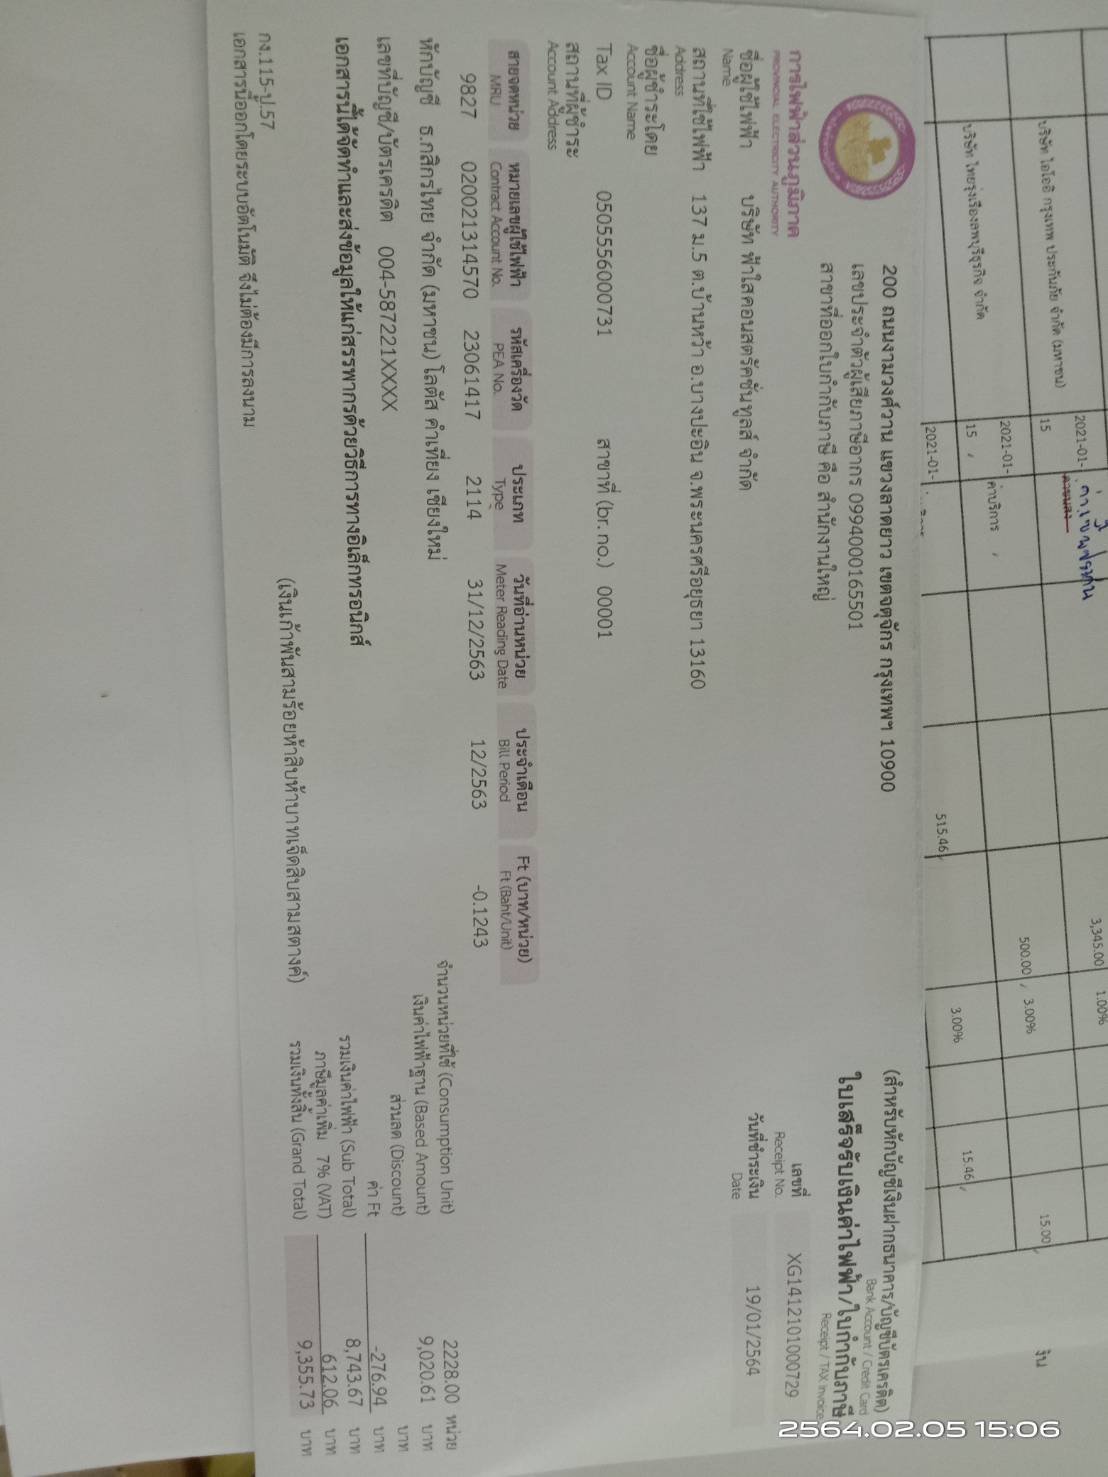 3,345.00 1.00%
2021-01-
15
บริษัท ไอโออิ กรุงเทพ ประกันภัย จำกัด (มหาชน)
500.00 3.00% 15.00
2021-01-
15 ค่าบริการ
บริษัท ไทยรุ่งเรืองลพบุรีธุรกิจ จำกัด
515.46 3.00% 15.46
2021-01-
การไฟฟ้าส่วนภูมิภาค
PROVINCIAL ELECTRICITY AUTHORITY
200 ถนนงามวงศ์วาน แขวงลาดยาว เขตจตุจักร กรุงเทพฯ 10900
เลขประจำตัวผู้เสียภาษีอากร 0994000165501
สาขาที่ออกใบกำกับภาษี คือ สำนักงานใหญ่
(สำหรับหักบัญชีเงินฝากธนาคาร/บัญชีบัตรเครดิต)
Bank Account / Credit Card
ใบเสร็จรับเงินค่าไฟฟ้า/ใบกำกับภาษี
Receipt / TAX Invoice
เลขที่ XG1412101000729
Receipt No.
วันที่ชำระเงิน 19/01/2564
Date
ชื่อผู้ใช้ไฟฟ้า บริษัท ฟ้าใสคอนสตรัคชั่นทูลส์ จำกัด
Name
สถานที่ใช้ไฟฟ้า 137 ม.5 ต.บ้านหว้า อ.บางปะอิน จ.พระนครศรีอยุธยา 13160
Address
ชื่อผู้ชำระโดย
Account Name
Tax ID 0505556000731 สาขาที่ (br. no.) 00001
สถานที่ผู้ชำระ
Account Address
สายจดหน่วย หมายเลขผู้ใช้ไฟฟ้า รหัสเครื่องวัด ประเภท วันที่อ่านหน่วย ประจำเดือน Ft (บาท/หน่วย)
MRU Contract Account No. PEA No. Type Meter Reading Date Bill Period Ft (Baht/Unit)
9827 020021314570 23061417 2114 31/12/2563 12/2563 -0.1243
หักบัญชี ธ.กสิกรไทย จำกัด (มหาชน) โลตัส คำเที่ยง เชียงใหม่
เลขที่บัญชี/บัตรเครดิต 004-587221XXXX
เอกสารนี้ได้จัดทำและส่งข้อมูลให้แก่สรรพากรด้วยวิธีการทางอิเล็กทรอนิกส์
จำนวนหน่วยที่ใช้ (Consumption Unit) 2228.00 หน่วย
เงินค่าไฟฟ้าฐาน (Based Amount) 9,020.61 บาท
ส่วนลด (Discount) บาท
ค่า Ft -276.94 บาท
รวมเงินค่าไฟฟ้า (Sub Total) 8,743.67 บาท
ภาษีมูลค่าเพิ่ม 7% (VAT) 612.06 บาท
รวมเงินทั้งสิ้น (Grand Total) 9,355.73 บาท
(เงินเก้าพันสามร้อยห้าสิบห้าบาทเจ็ดสิบสามสตางค์)
กง.115-ป.57
เอกสารนี้ออกโดยระบบอัตโนมัติ จึงไม่ต้องมีการลงนาม
2564.02.05 15:06